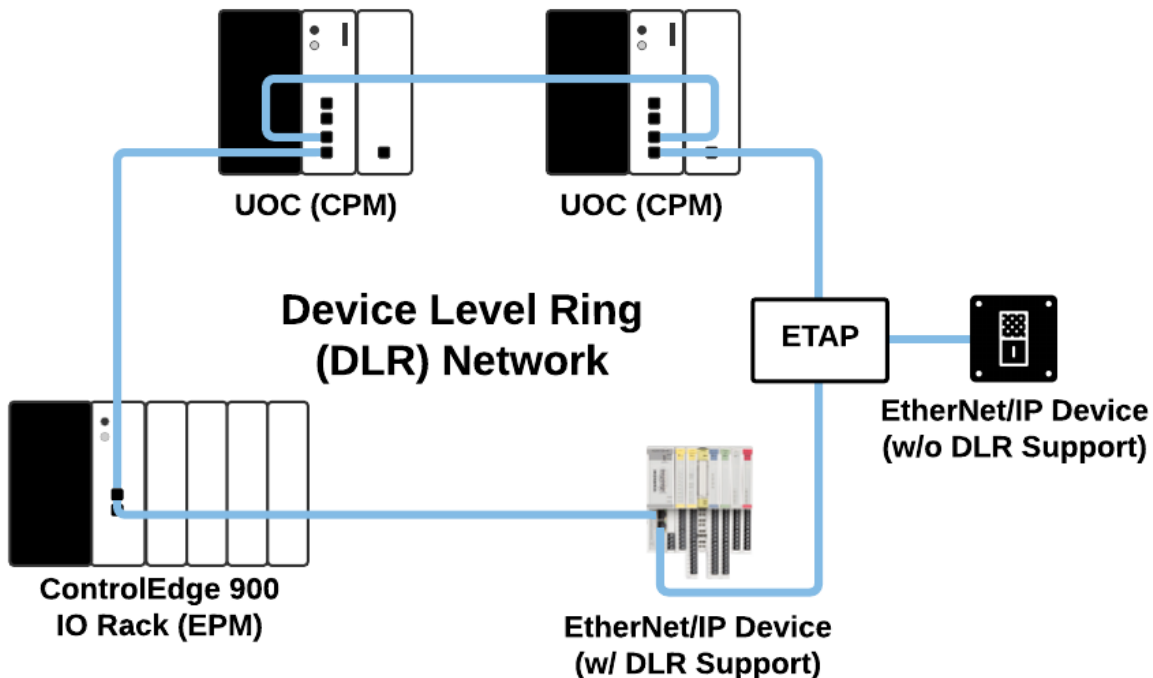 UOC (CPM)
UOC (CPM)
Device Level Ring
(DLR) Network
ETAP
EtherNet/IP Device
(w/o DLR Support)
ControlEdge 900
IO Rack (EPM)
EtherNet/IP Device
(w/ DLR Support)